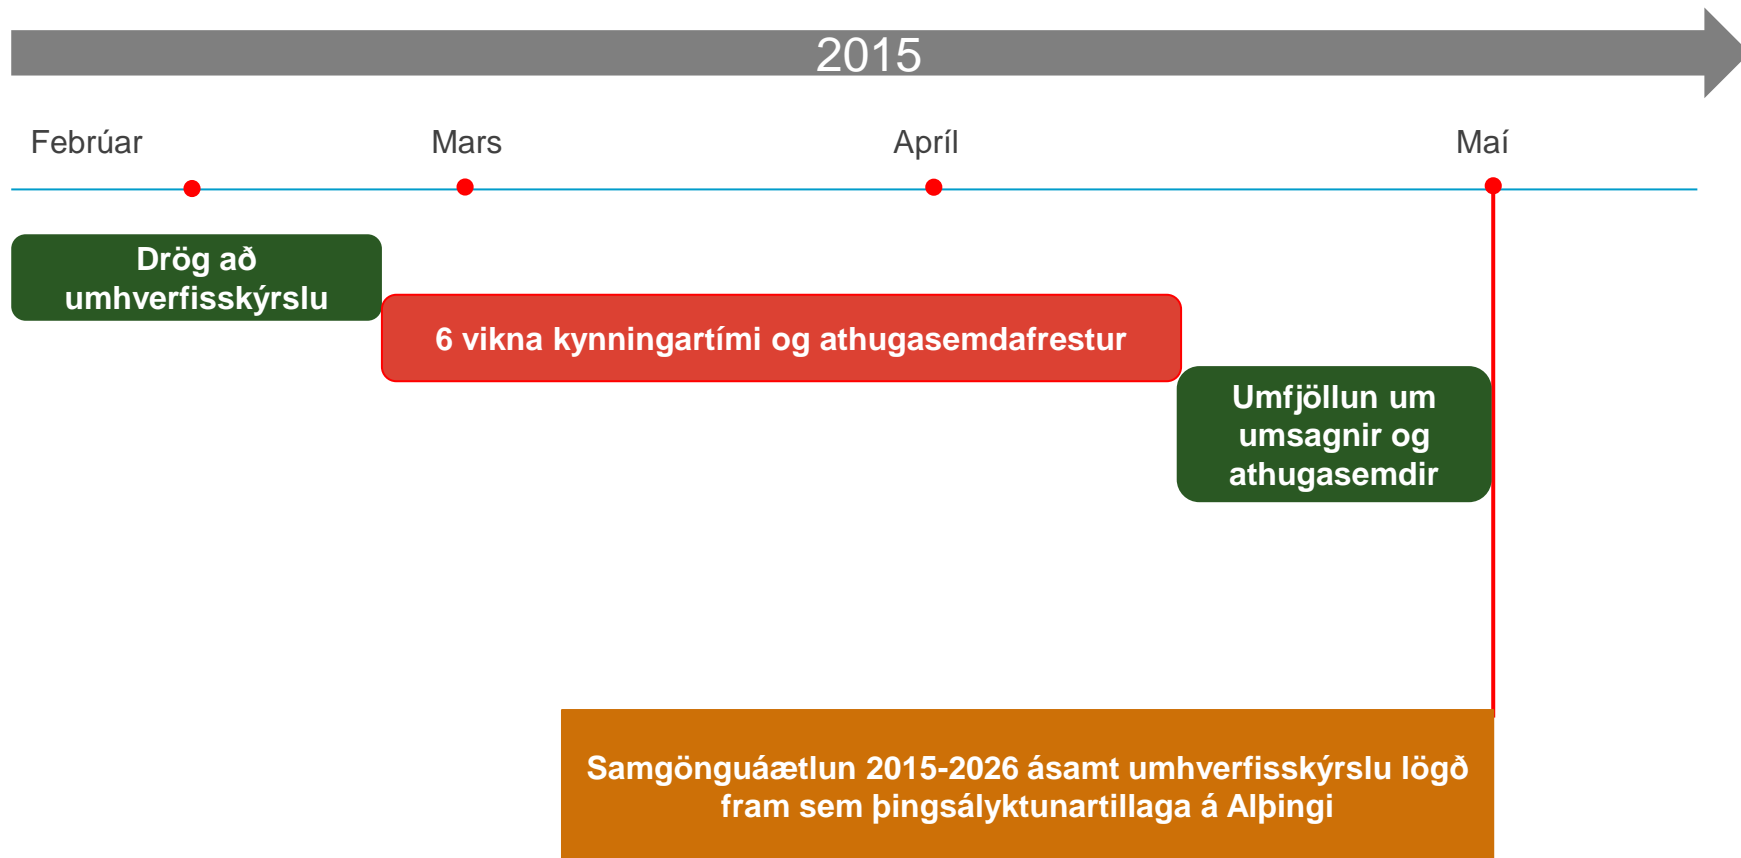 2015
Febrúar
Mars
Apríl
Maí
Drög að
umhverfisskýrslu
6 vikna kynningartími og athugasemdafrestur
Umfjöllun um
umsagnir og
athugasemdir
Samgönguáætlun 2015-2026 ásamt umhverfisskýrslu lögð
fram sem þingsályktunartillaga á Alþingi